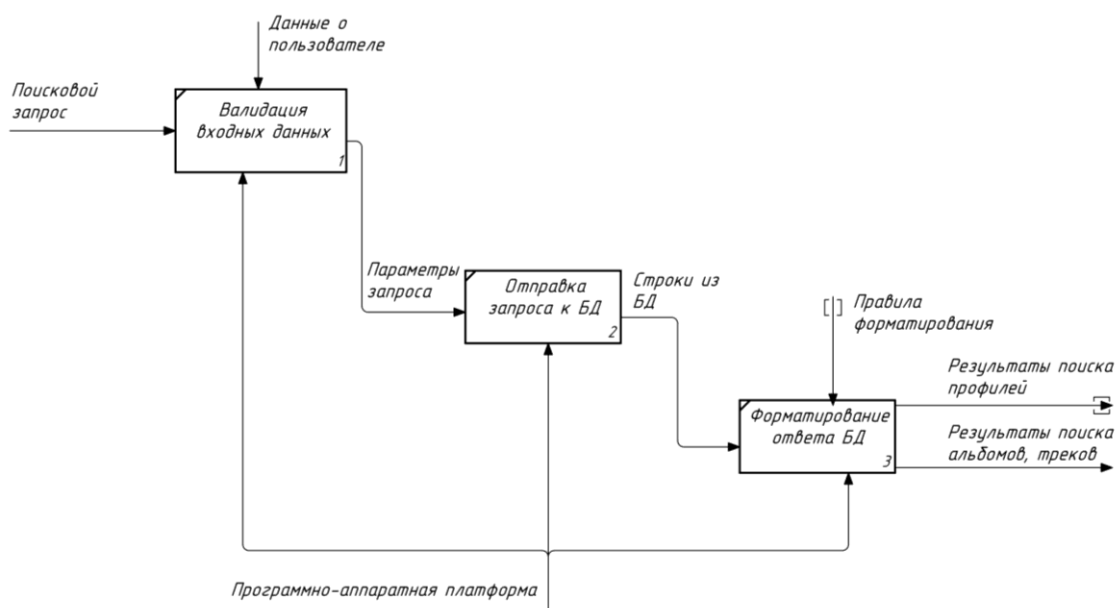 Данные о
пользователе
Поисковой
запрос
Валидация
входных данных
1
Параметры
запроса
Отправка
запроса к БД
2
Строки из
БД
Правила
форматирования
Результаты поиска
профилей
Форматирование
ответа БД
3
Результаты поиска
альбомов, треков
Программно-аппаратная платформа